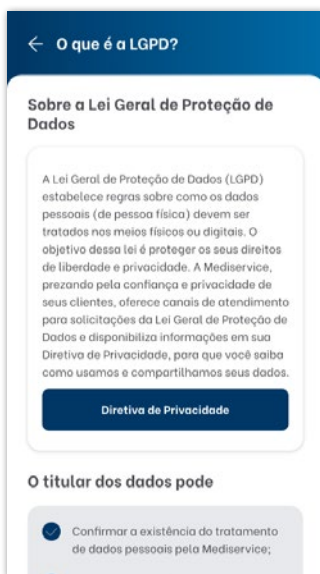 O que é a LGPD?
Sobre a Lei Geral de Proteção de
Dados
A Lei Geral de Proteção de Dados (LGPD)
estabelece regras sobre como os dados
pessoais (de pessoa física) devem ser
tratados nos meios físicos ou digitais. O
objetivo dessa lei é proteger os seus direitos
de liberdade e privacidade. A Mediservice,
prezando pela confiança e privacidade de
seus clientes, oferece canais de atendimento
para solicitações da Lei Geral de Proteção de
Dados e disponibiliza informações em sua
Diretiva de Privacidade, para que você saiba
como usamos e compartilhamos seus dados.
Diretiva de Privacidade
O titular dos dados pode
Confirmar a existência do tratamento
de dados pessoais pela Mediservice;